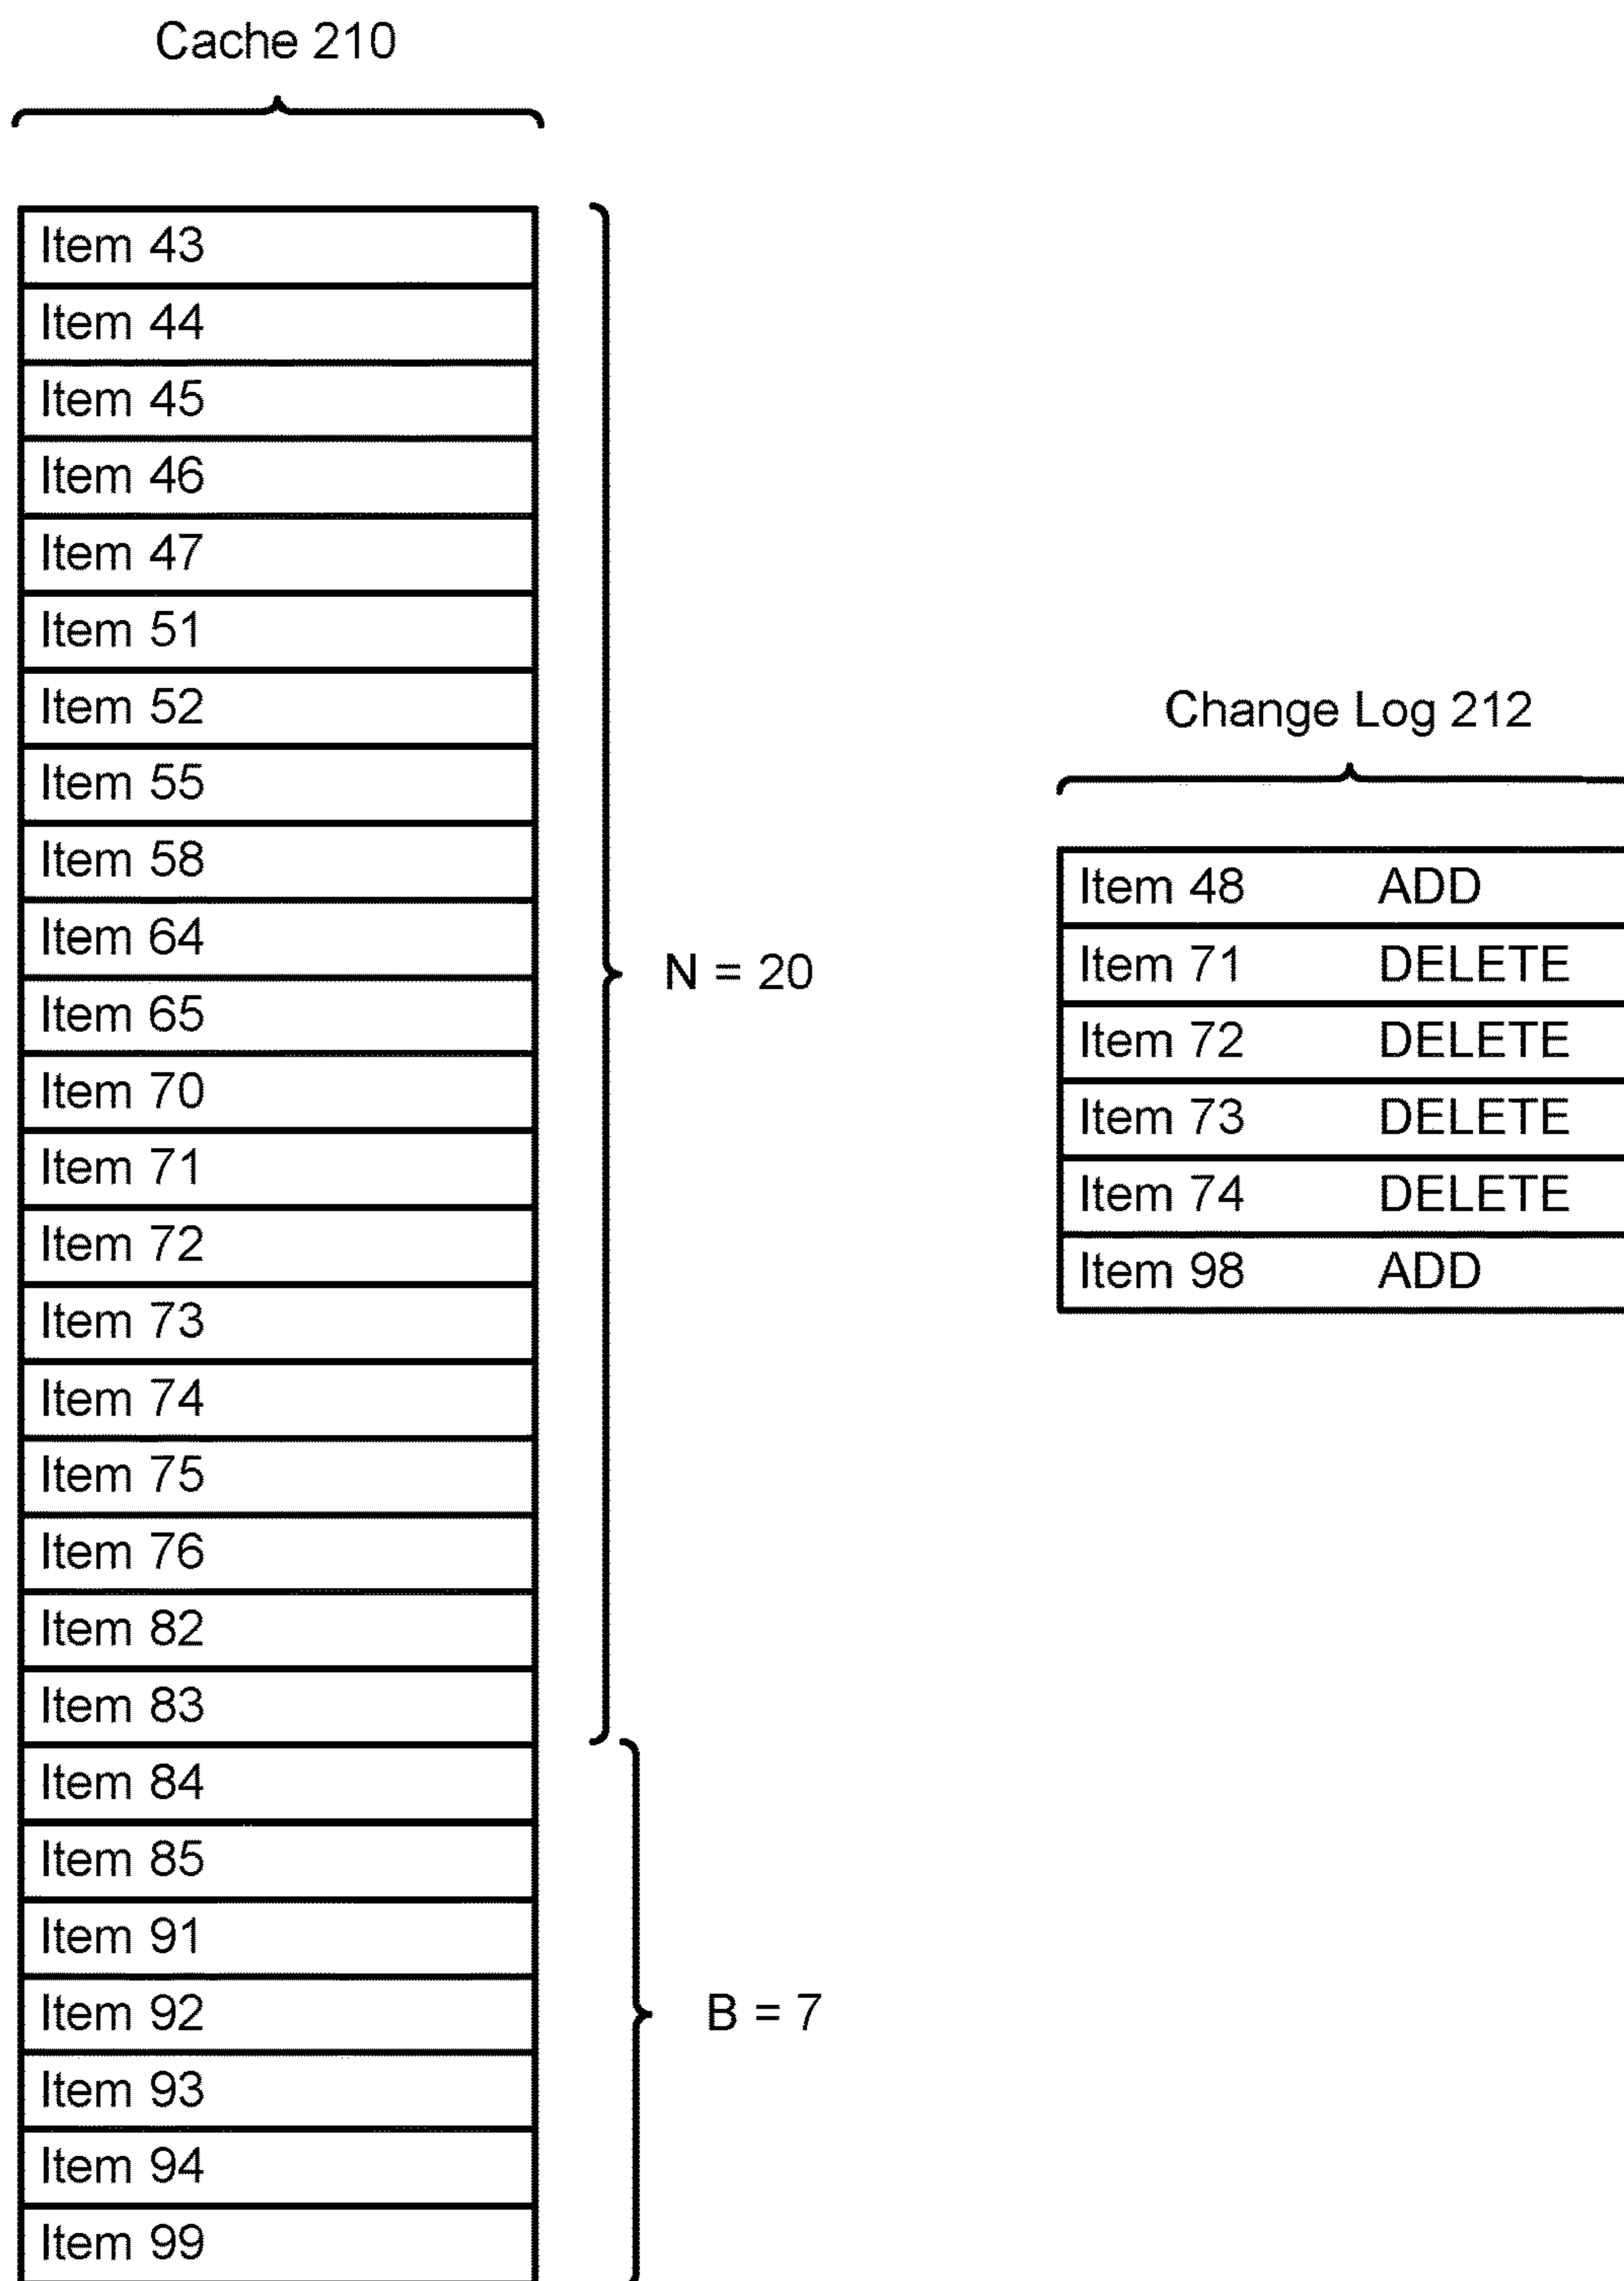 Cache 210
Item 43
Item 44
Item 45
Item 46
Item 47
Item 51
Item 52
Item 55
Item 58
Item 64
Item 65
Item 70
Item 71
Item 72
Item 73
Item 74
Item 75
Item 76
Item 82
Item 83
Item 84
Item 85
Item 91
Item 92
Item 93
Item 94
Item 99
N = 20
B = 7
Change Log 212
Item 48 ADD
Item 71 DELETE
Item 72 DELETE
Item 73 DELETE
Item 74 DELETE
Item 98 ADD